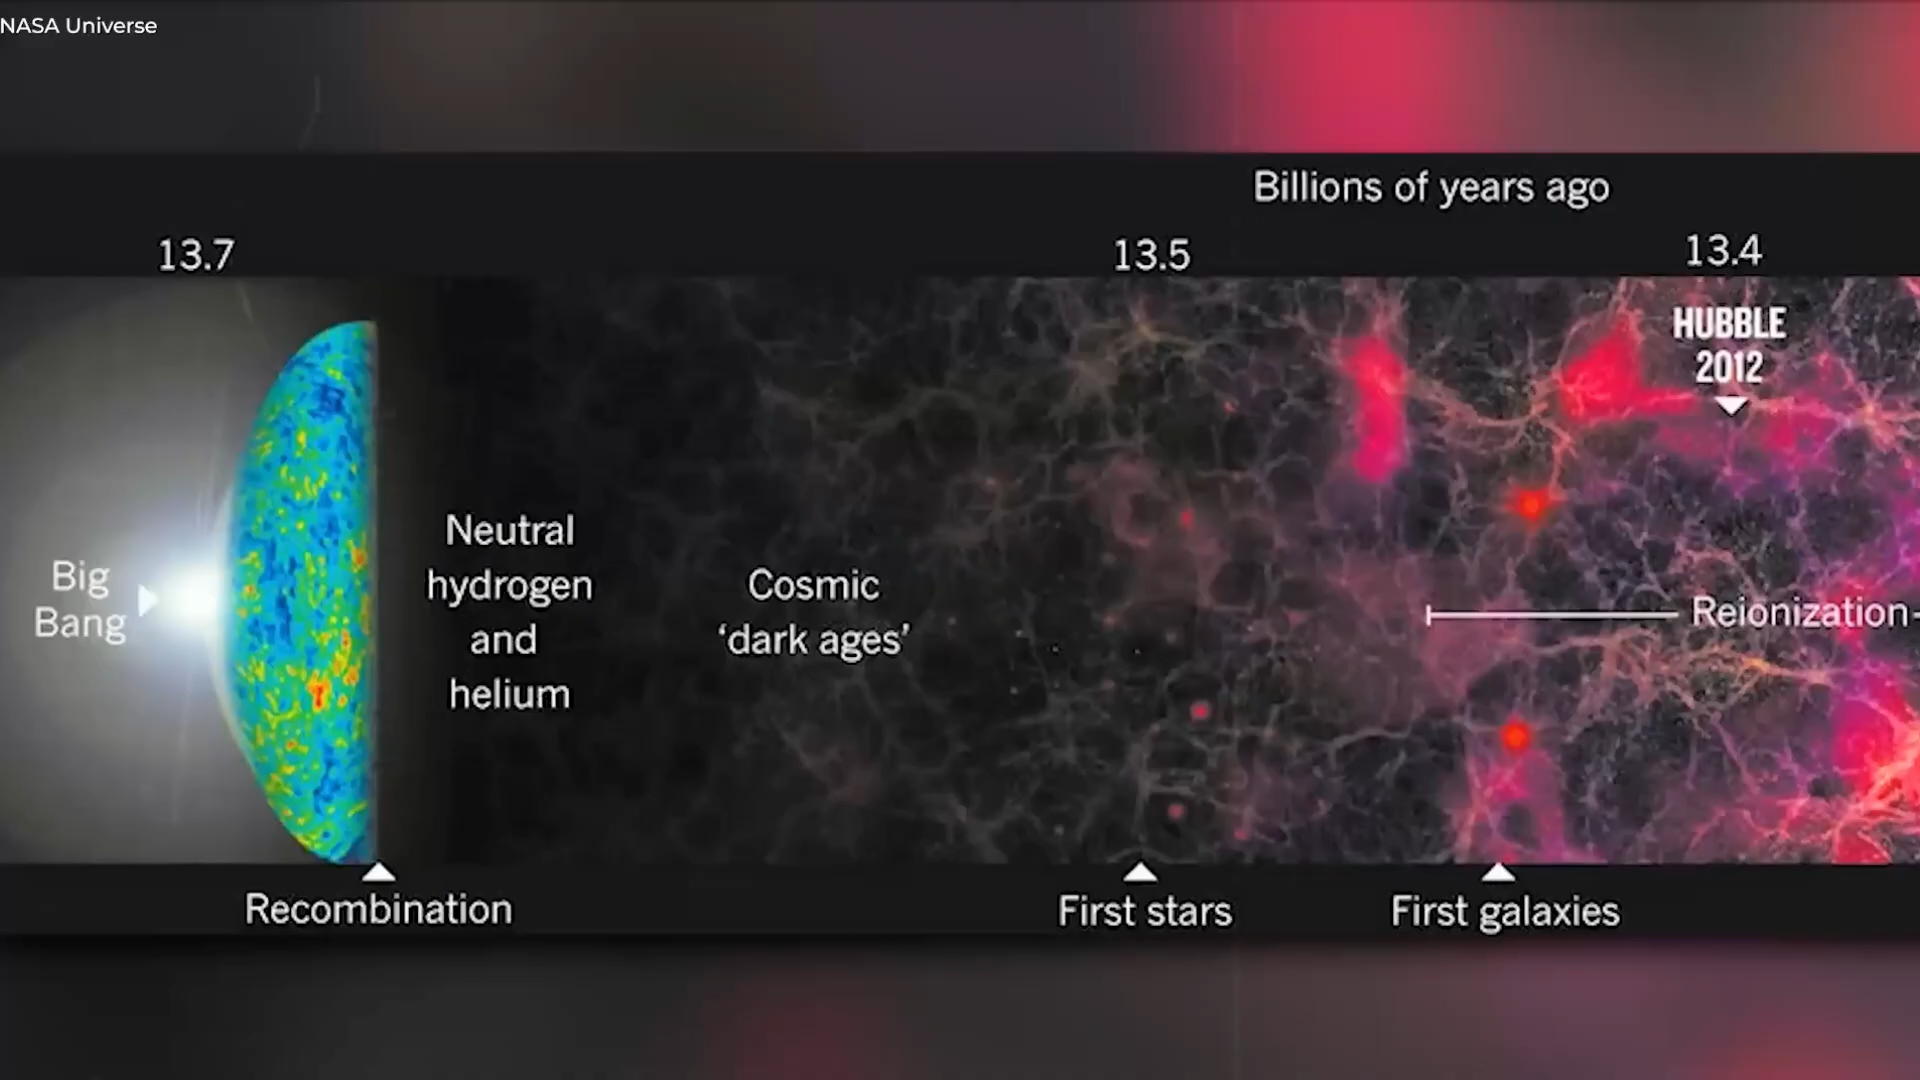 NASA Universe
Billions of years ago
13.7
13.5
13.4
HUBBLE
2012
Big
Bang
Neutral
hydrogen
and
helium
Cosmic
‘dark ages’
Reionization
Recombination
First stars
First galaxies